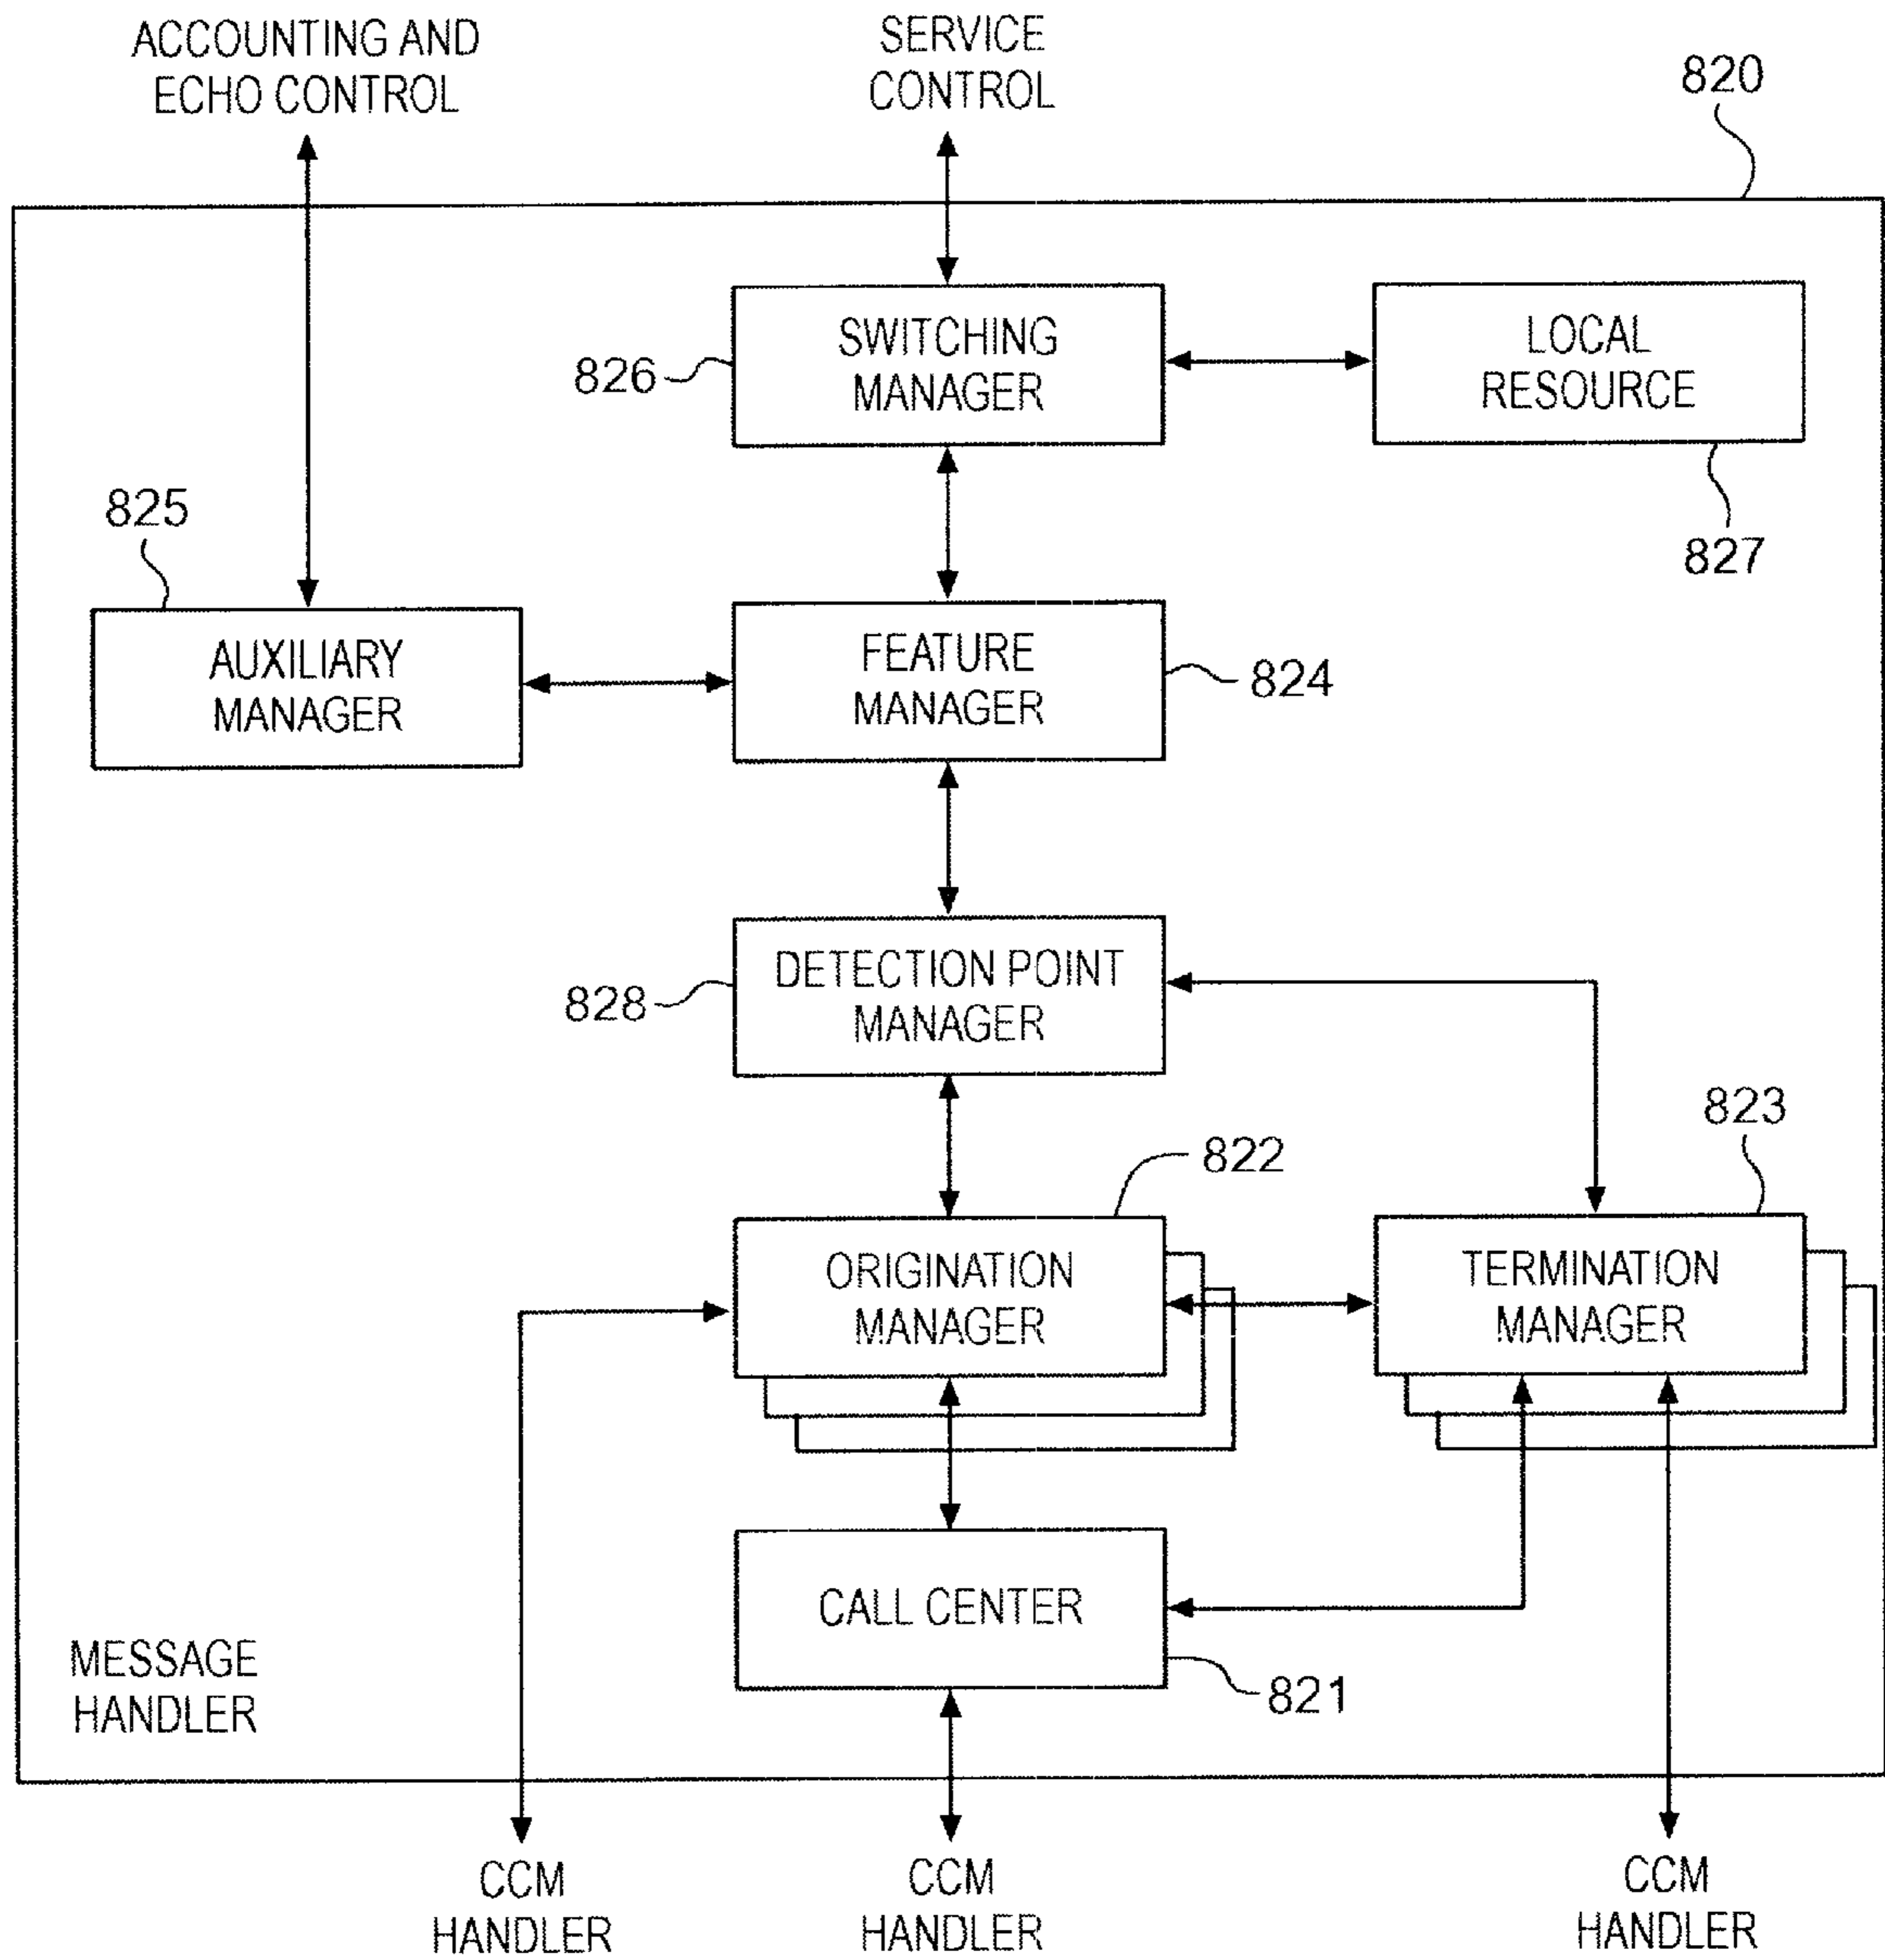 ACCOUNTING AND
ECHO CONTROL
SERVICE
CONTROL
820
SWITCHING
MANAGER
826
LOCAL
RESOURCE
827
825
AUXILIARY
MANAGER
FEATURE
MANAGER
824
DETECTION POINT
MANAGER
828
822
823
ORIGINATION
MANAGER
TERMINATION
MANAGER
CALL CENTER
821
MESSAGE
HANDLER
CCM
HANDLER
CCM
HANDLER
CCM
HANDLER